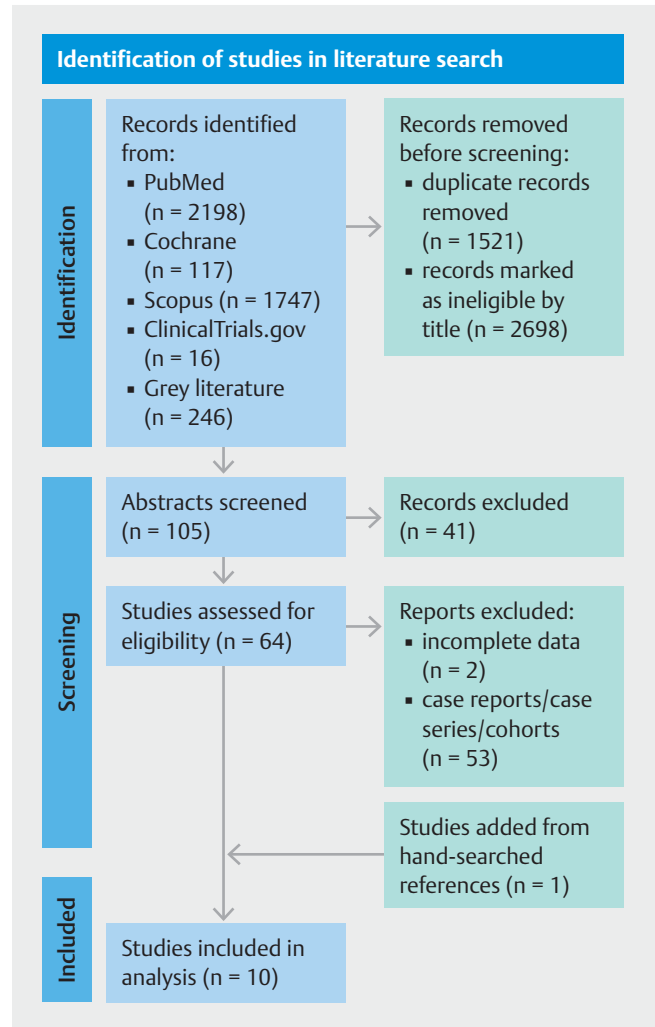 Identification of studies in literature search
Identification
Records identified
from:
▪ PubMed
(n = 2198)
▪ Cochrane
(n = 117)
▪ Scopus (n = 1747)
▪ ClinicalTrials.gov
(n = 16)
▪ Grey literature
(n = 246)
Records removed
before screening:
▪ duplicate records
removed
(n = 1521)
▪ records marked
as ineligible by
title (n = 2698)
Screening
Abstracts screened
(n = 105)
Records excluded
(n = 41)
Studies assessed for
eligibility (n = 64)
Reports excluded:
▪ incomplete data
(n = 2)
▪ case reports/case
series/cohorts
(n = 53)
Studies added from
hand-searched
references (n = 1)
Included
Studies included in
analysis (n = 10)